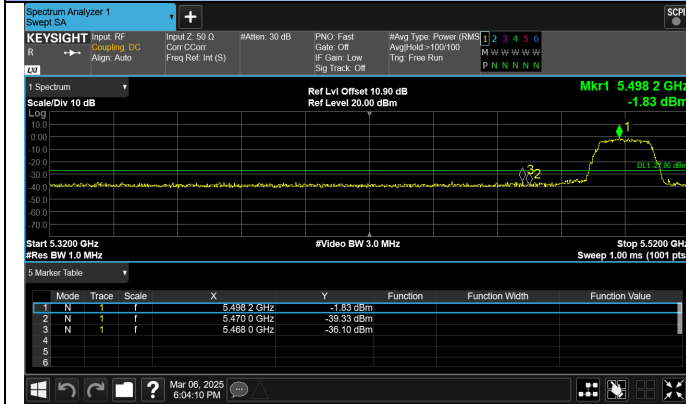 Spectrum Analyzer 1
Swept SA
SCPI
KEYSIGHT Input: RF Input Z: 50 Ω #Atten: 30 dB PNO: Fast #Avg Type: Power (RMS 1 2 3 4 5 6
R Coupling: DC Corr CCorr Gate: Off Avg|Hold:>100/100 M W W W W W
Align: Auto Freq Ref: Int (S) IF Gain: Low Trig: Free Run
Sig Track: Off P N N N N N
LXI
1 Spectrum Ref Lvl Offset 10.90 dB Mkr1 5.498 2 GHz
Scale/Div 10 dB Ref Level 20.00 dBm -1.83 dBm
Log
10.0
0.00
-10.0
-20.0
-30.0
-40.0
-50.0
-60.0
-70.0
1
3
2
DL1 -27.00 dBm
Start 5.3200 GHz #Video BW 3.0 MHz Stop 5.5200 GHz
#Res BW 1.0 MHz Sweep 1.00 ms (1001 pts
5 Marker Table
Mode Trace Scale X Y Function Function Width Function Value
1 N 1 f 5.498 2 GHz -1.83 dBm
2 N 1 f 5.470 0 GHz -39.33 dBm
3 N 1 f 5.468 0 GHz -36.10 dBm
4
5
6
?
Mar 06, 2025
6:04:10 PM